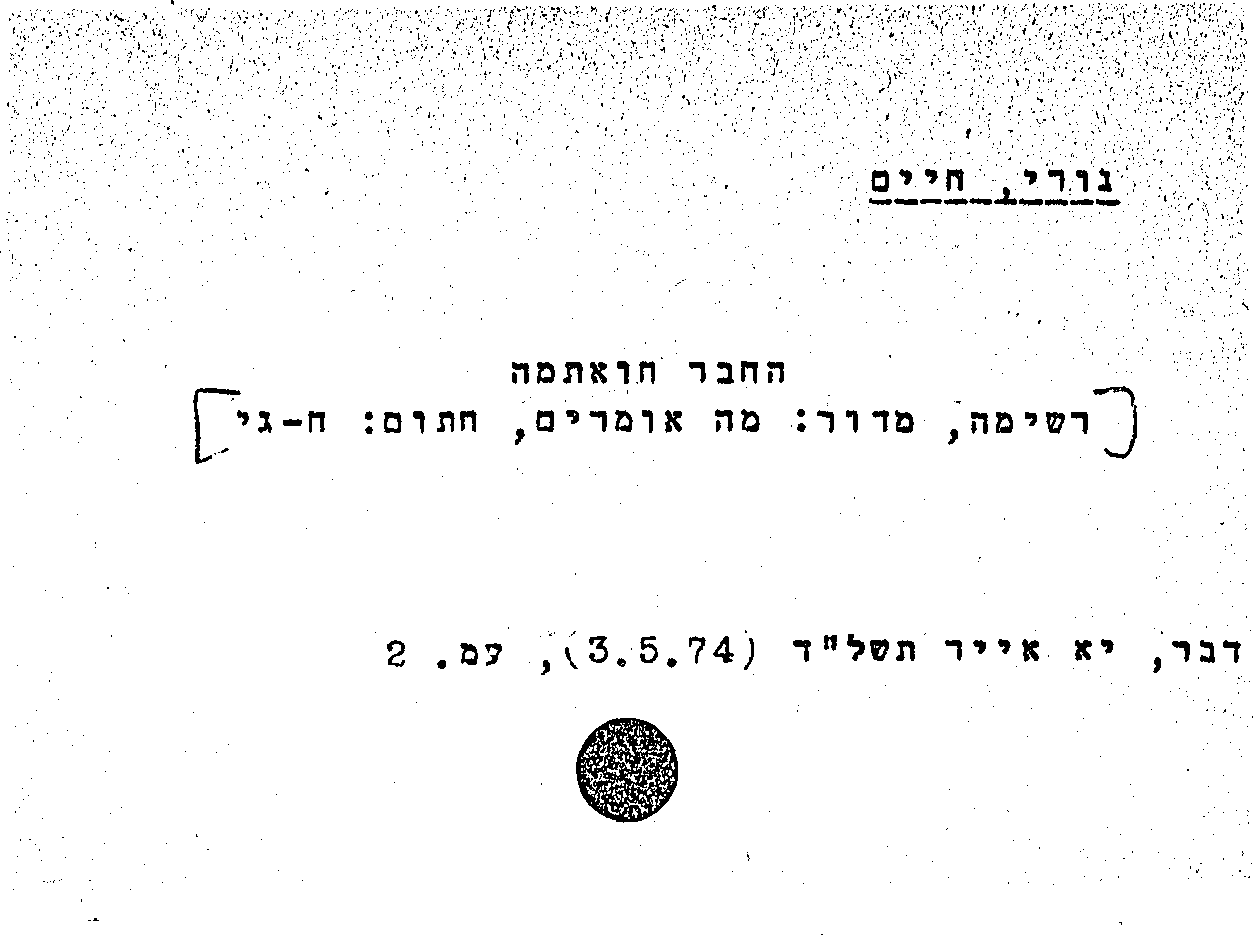 גורי, חיים
החבר חואתמה
[רשימה, מדור: מה אומרים, חתום: ח-גי]
דבר, יא אייר תשל"ד (3.5.74), עמ. 2